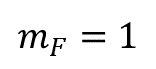 m_F = 1